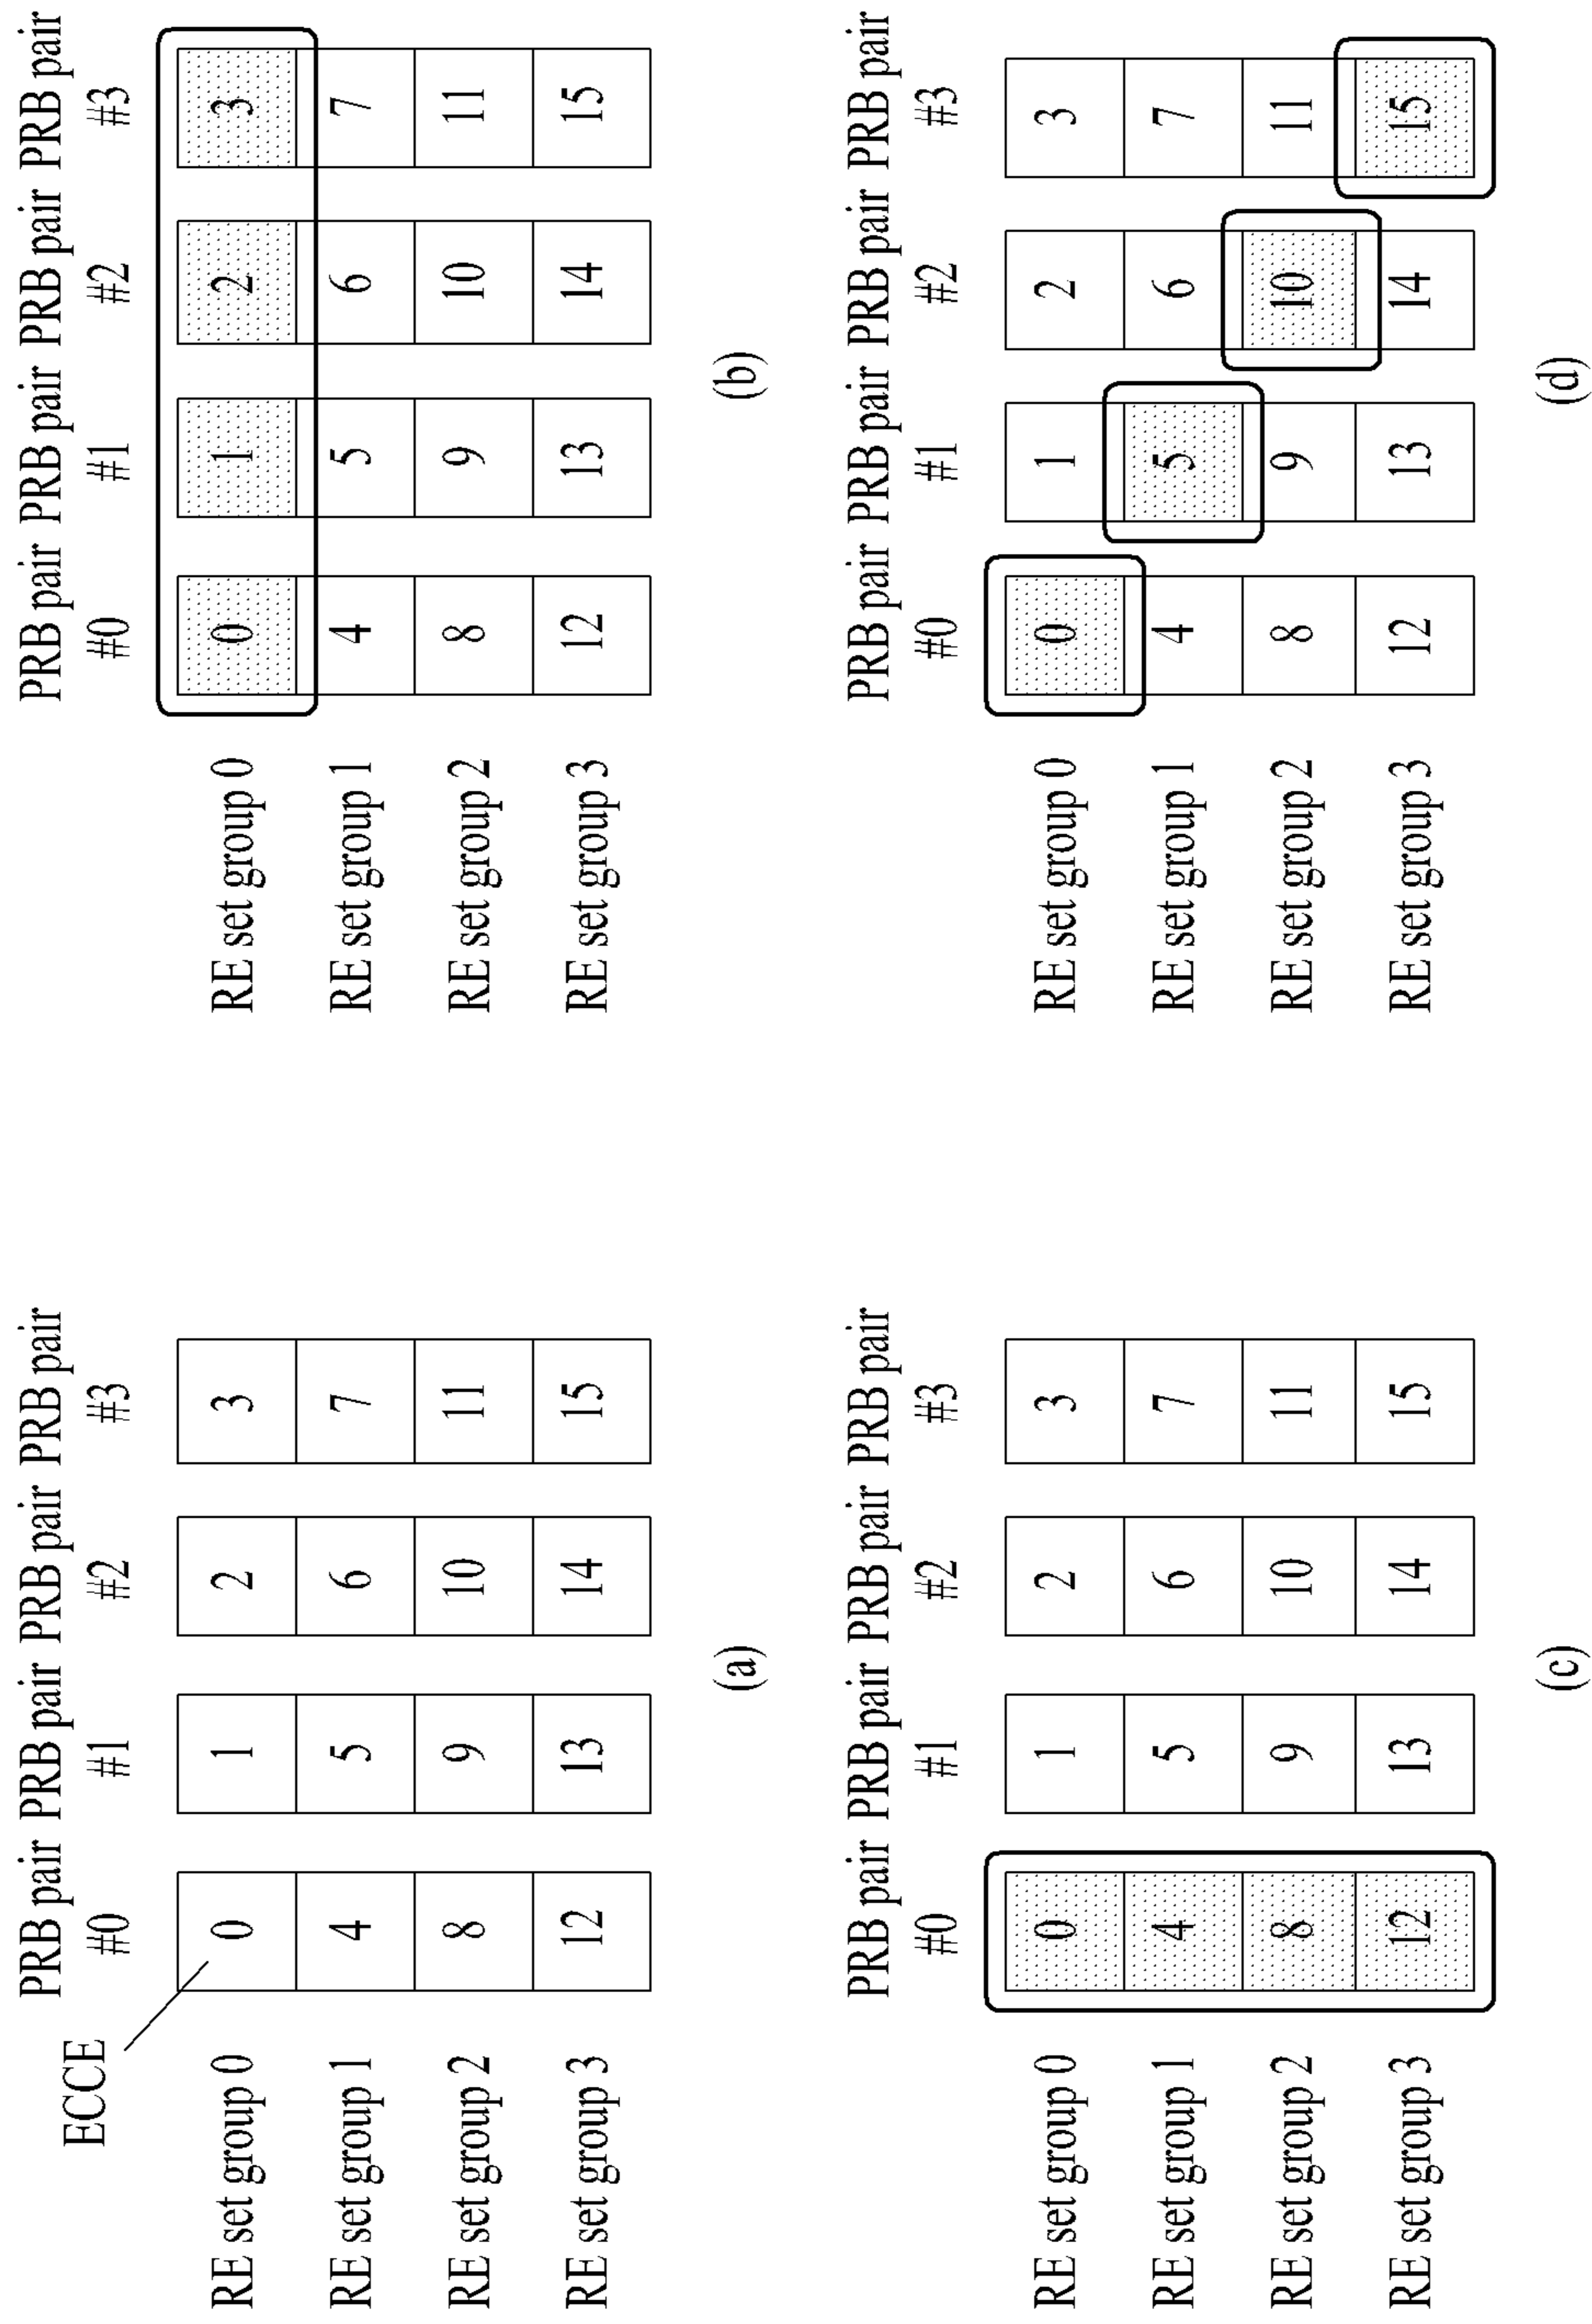 ECCE
PRB pair PRB pair PRB pair PRB pair
#0 #1 #2 #3
RE set group 0 0 1 2 3
RE set group 1 4 5 6 7
RE set group 2 8 9 10 11
RE set group 3 12 13 14 15
(a)
PRB pair PRB pair PRB pair PRB pair
#0 #1 #2 #3
RE set group 0 0 1 2 3
RE set group 1 4 5 6 7
RE set group 2 8 9 10 11
RE set group 3 12 13 14 15
(b)
PRB pair PRB pair PRB pair PRB pair
#0 #1 #2 #3
RE set group 0 0 1 2 3
RE set group 1 4 5 6 7
RE set group 2 8 9 10 11
RE set group 3 12 13 14 15
(c)
PRB pair PRB pair PRB pair PRB pair
#0 #1 #2 #3
RE set group 0 0 1 2 3
RE set group 1 4 5 6 7
RE set group 2 8 9 10 11
RE set group 3 12 13 14 15
(d)